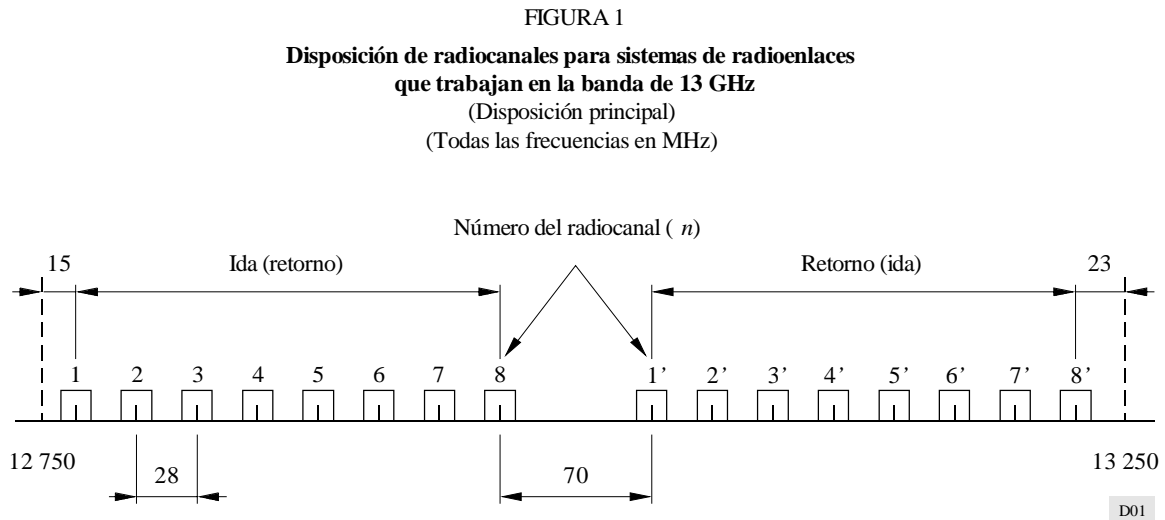 FIGURA 1
Disposición de radiocanales para sistemas de radioenlaces
que trabajan en la banda de 13 GHz
(Disposición principal)
(Todas las frecuencias en MHz)
Número del radiocanal ( n)
15 Ida (retorno) Retorno (ida) 23
1 2 3 4 5 6 7 8 1’ 2’ 3’ 4’ 5’ 6’ 7’ 8’
12 750 13 250
28 70
D01